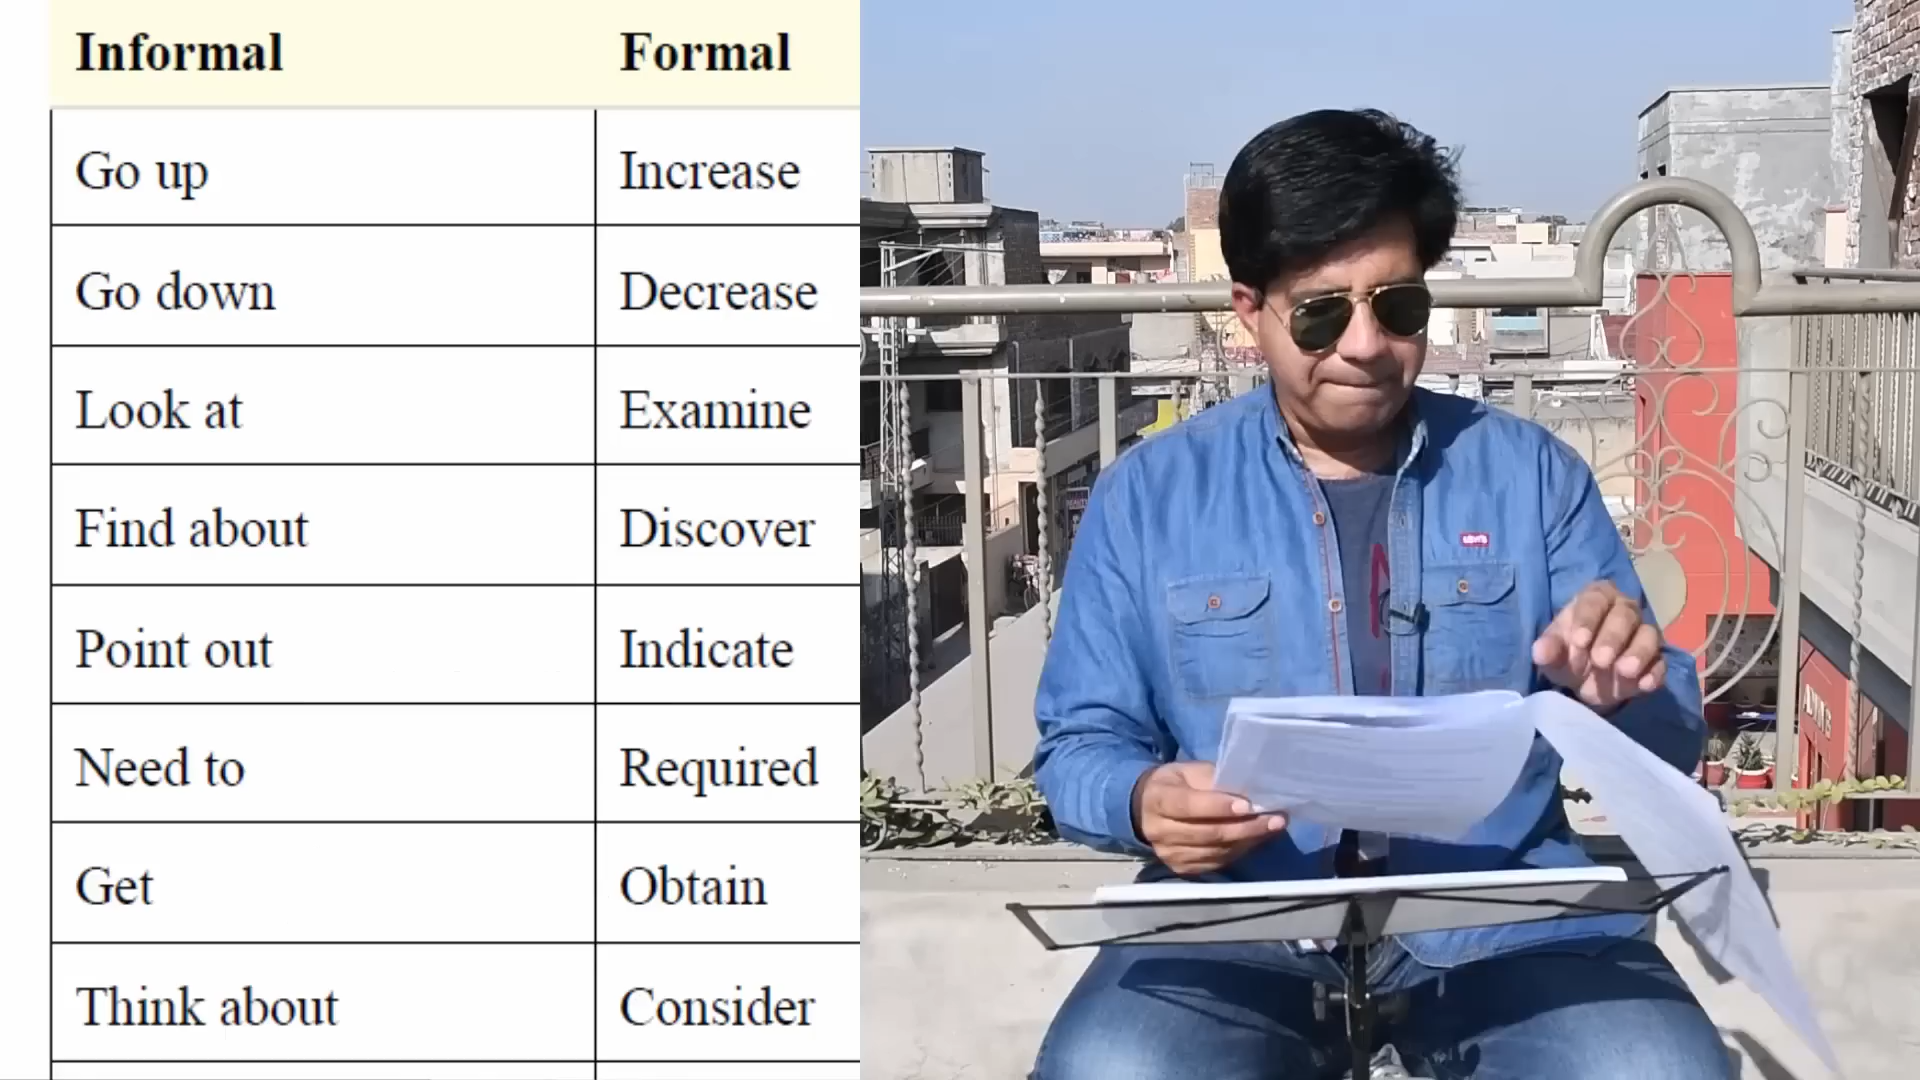 Informal Formal
Go up Increase
Go down Decrease
Look at Examine
Find about Discover
Point out Indicate
Need to Required
Get Obtain
Think about Consider
Levi's